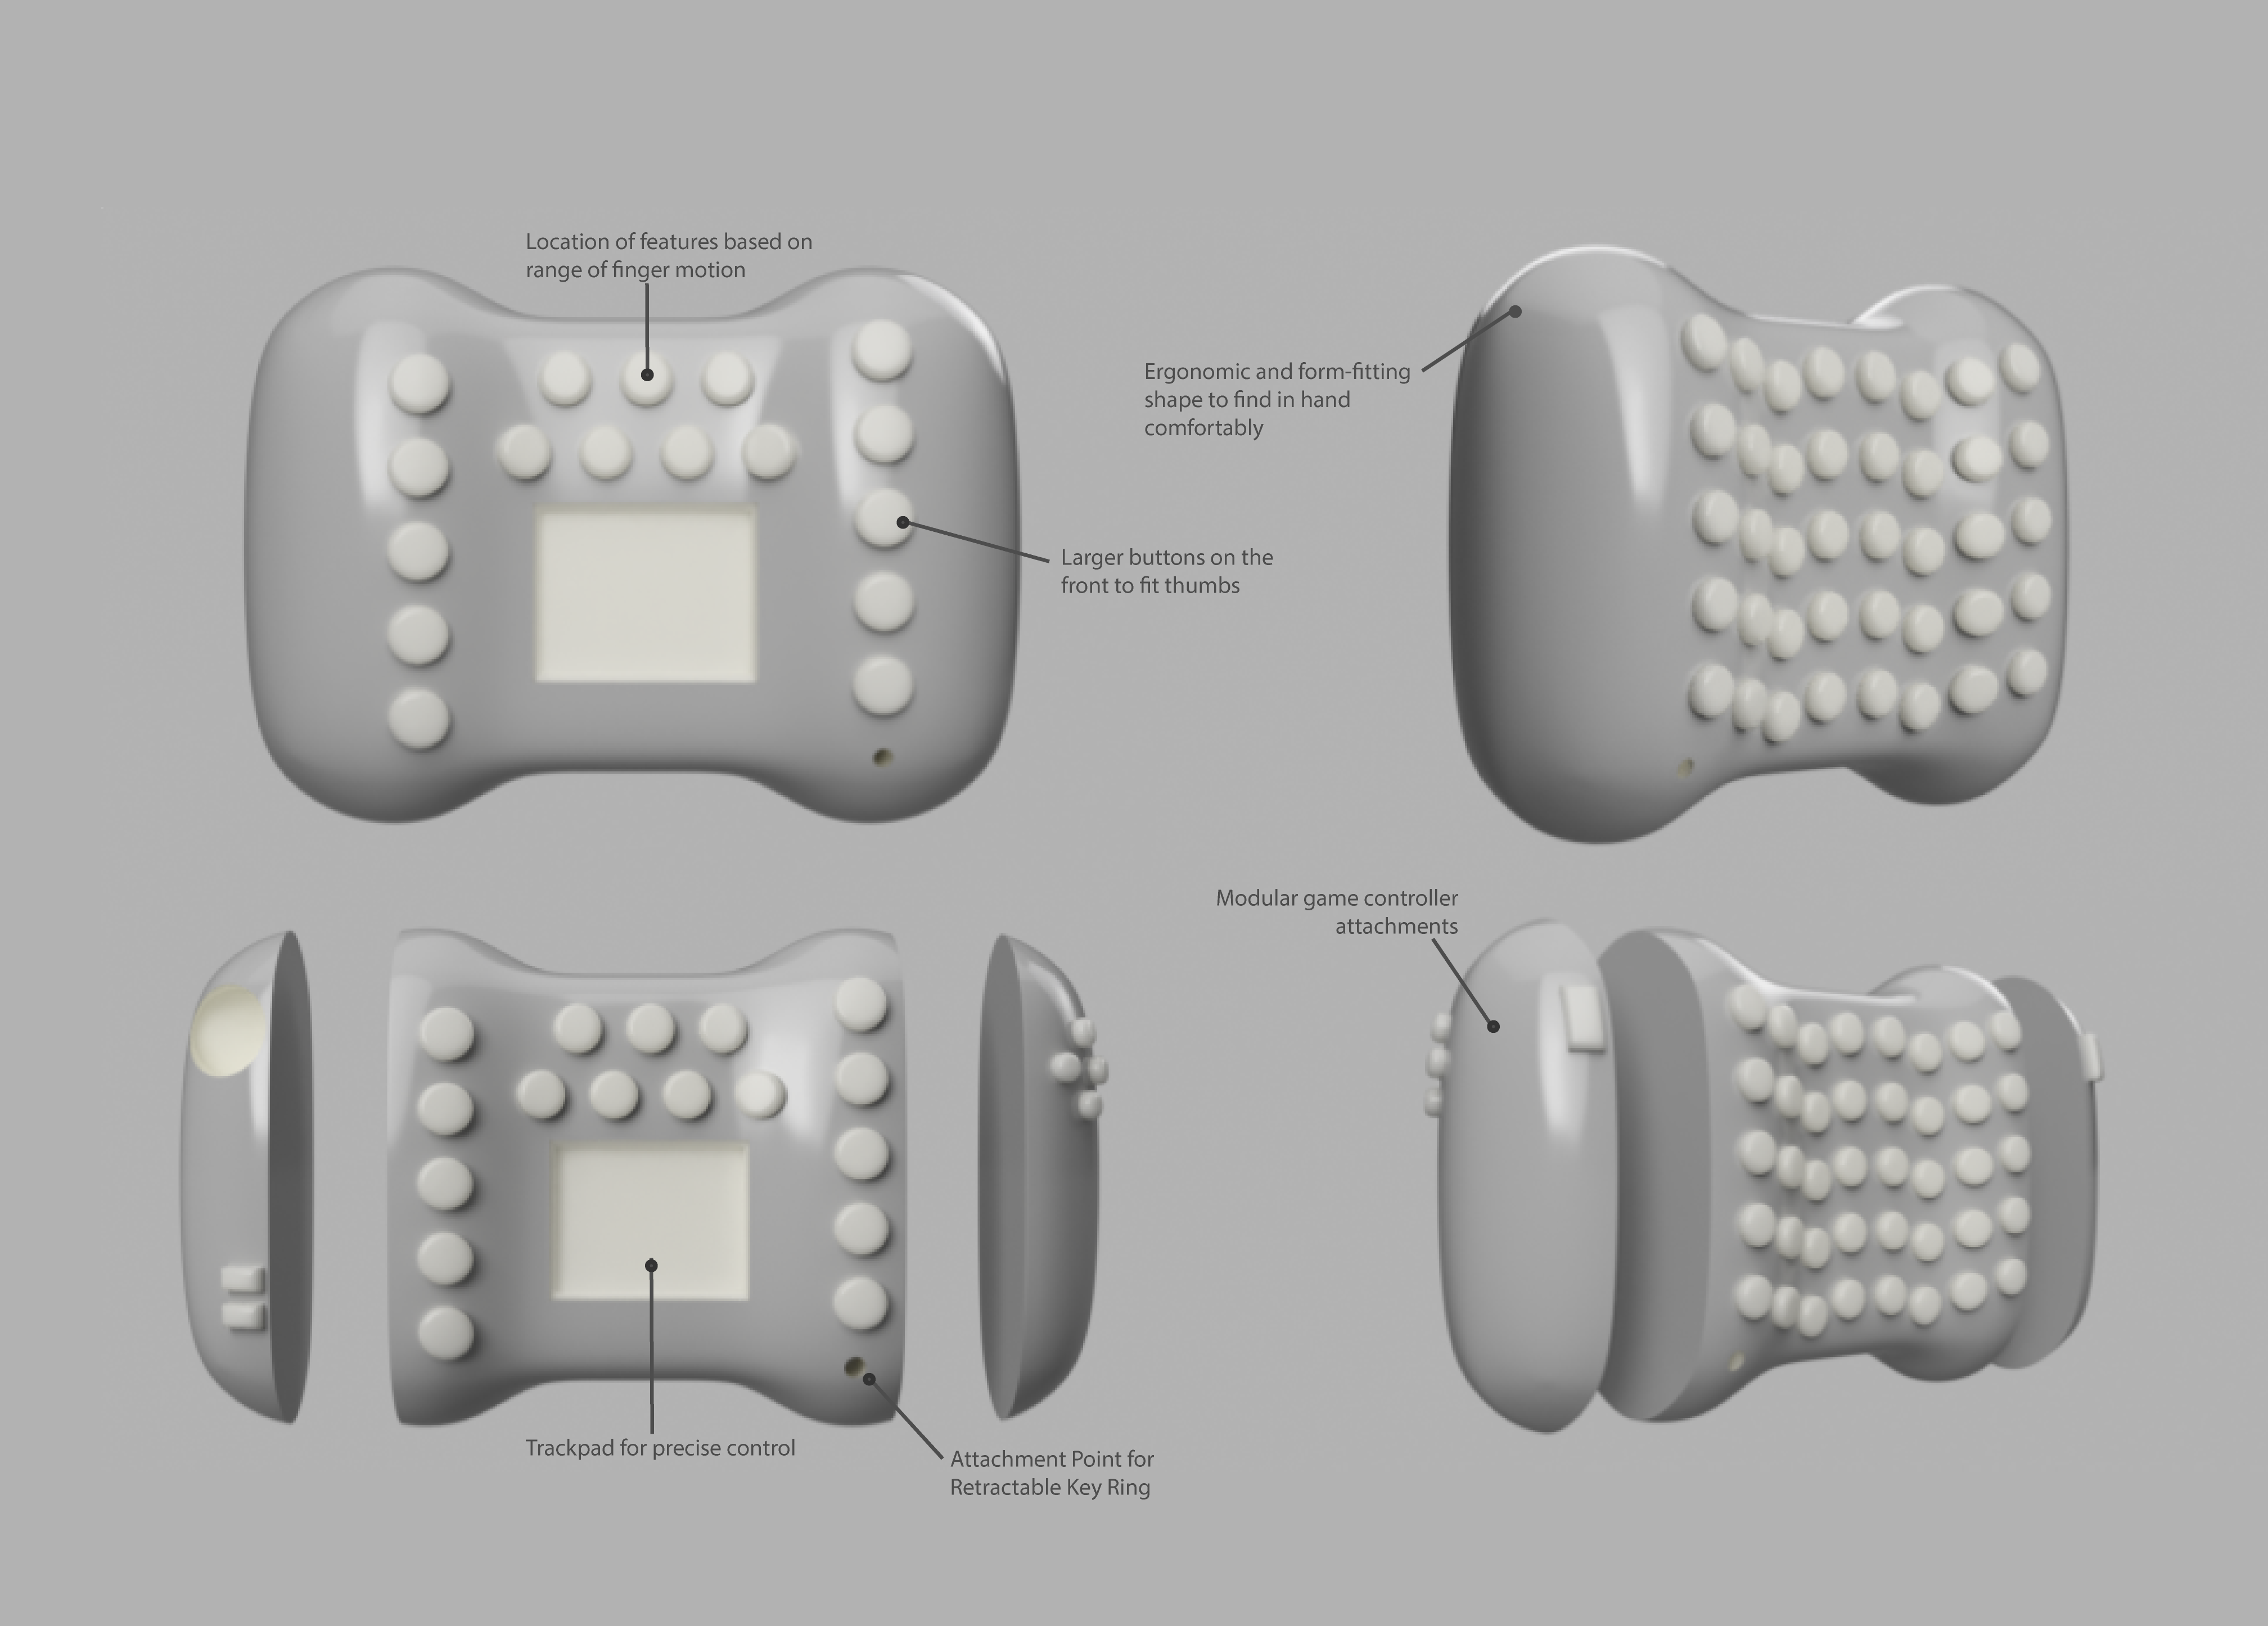 Location of features based on
range of finger motion
Ergonomic and form-fitting
shape to find in hand
comfortably
Larger buttons on the
front to fit thumbs
Modular game controller
attachments
Trackpad for precise control
Attachment Point for
Retractable Key Ring